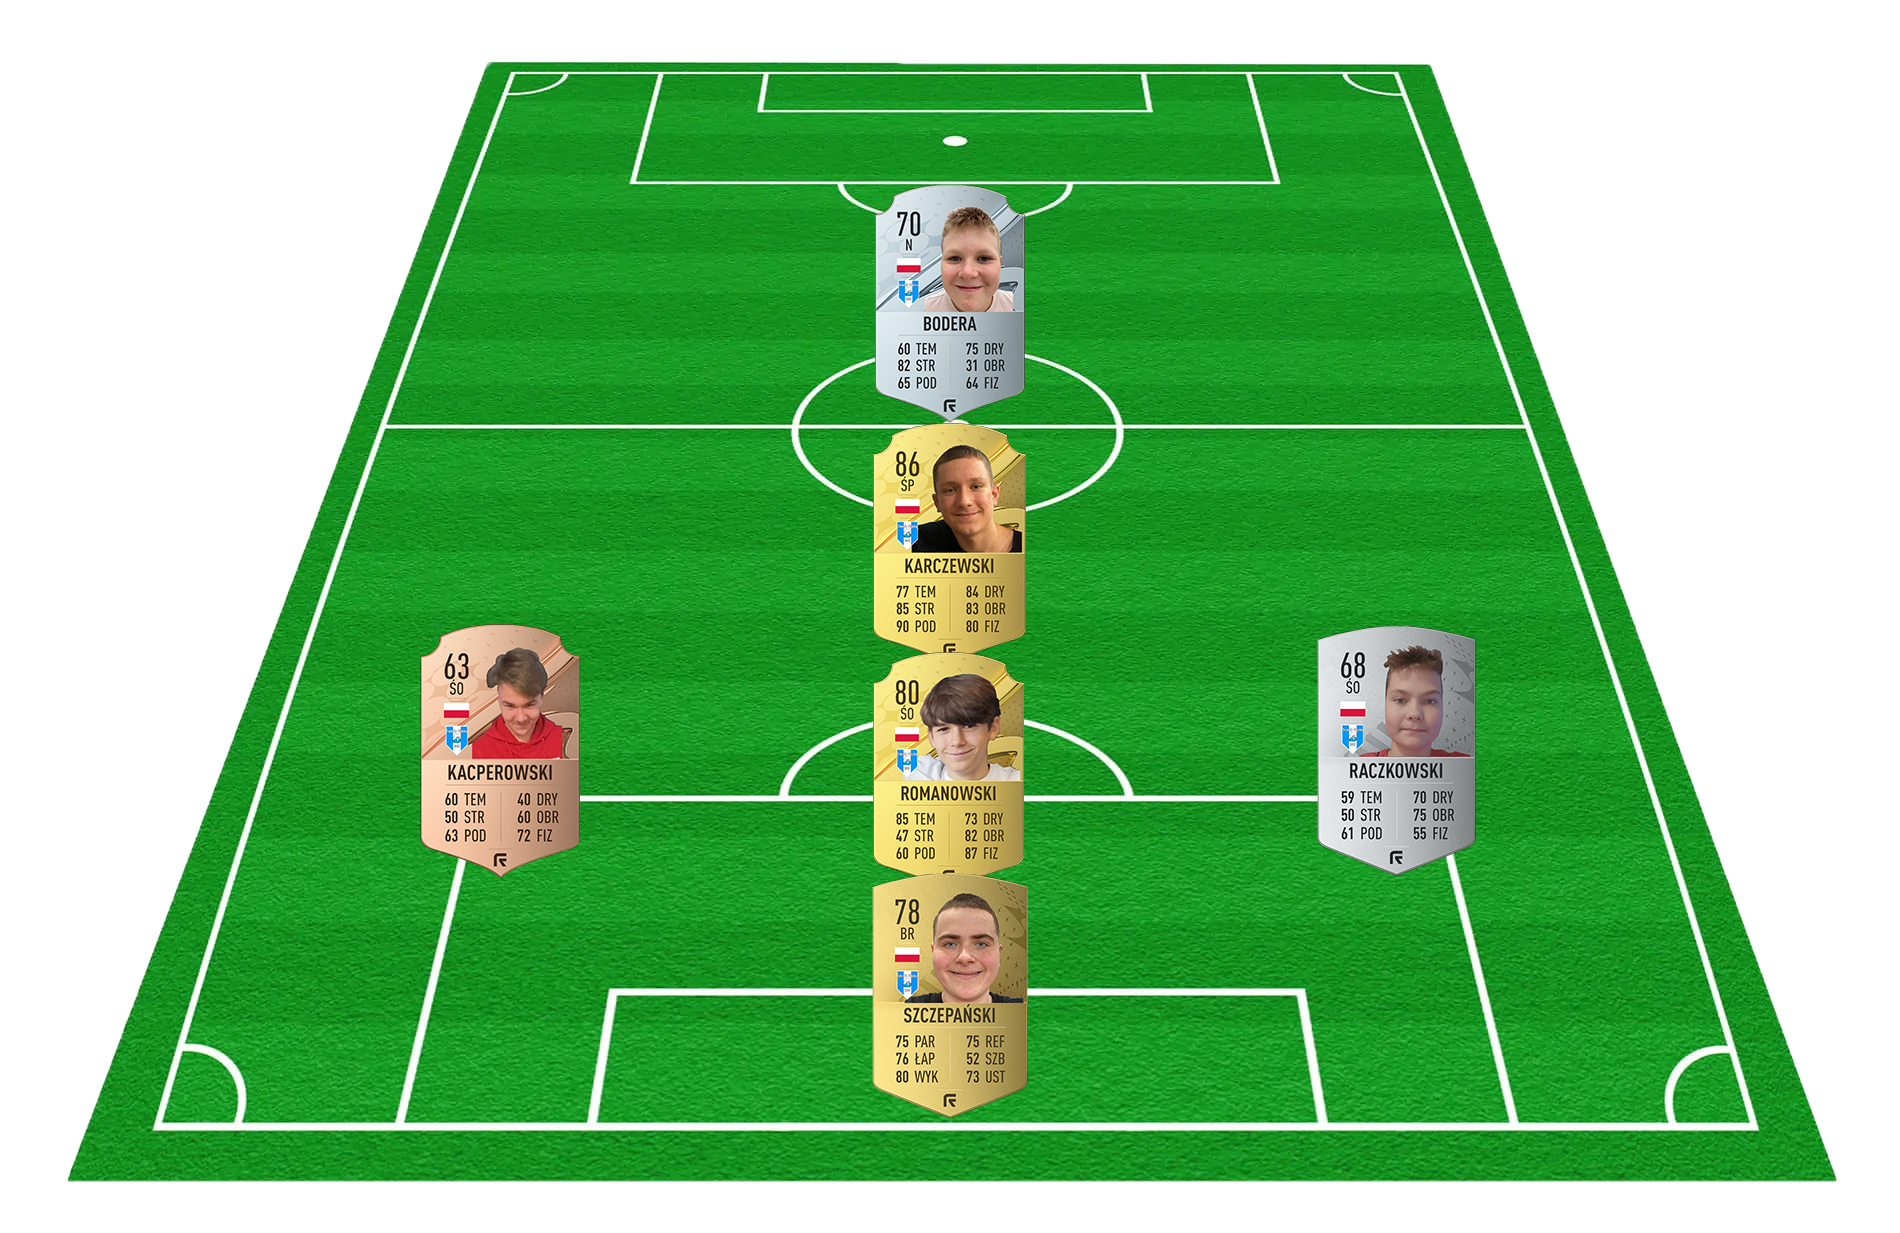 70
N
BODERA
60 TEM 75 DRY
82 STR 31 OBR
65 POD 64 FIZ
86
ŚP
KARCZEWSKI
77 TEM 84 DRY
85 STR 83 OBR
90 POD 80 FIZ
63
ŚO
KACPEROWSKI
60 TEM 40 DRY
50 STR 60 OBR
63 POD 72 FIZ
80
ŚO
ROMANOWSKI
85 TEM 73 DRY
47 STR 82 OBR
60 POD 87 FIZ
68
ŚO
RACZKOWSKI
59 TEM 70 DRY
50 STR 75 OBR
61 POD 55 FIZ
78
BR
SZCZEPAŃSKI
75 PAR 75 REF
76 ŁAP 52 SZB
80 WYK 73 UST